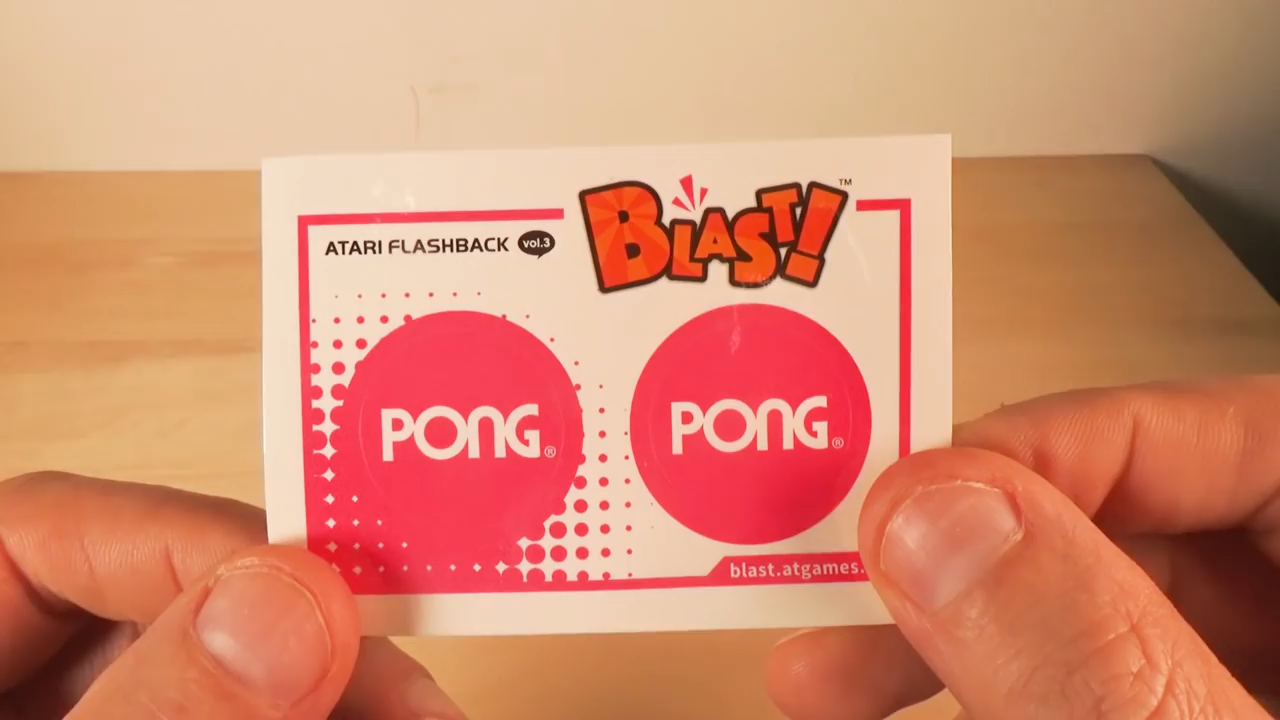 BLAST!™
ATARI FLASHBACK vol.3
PONG®
PONG®
blast.atgames.